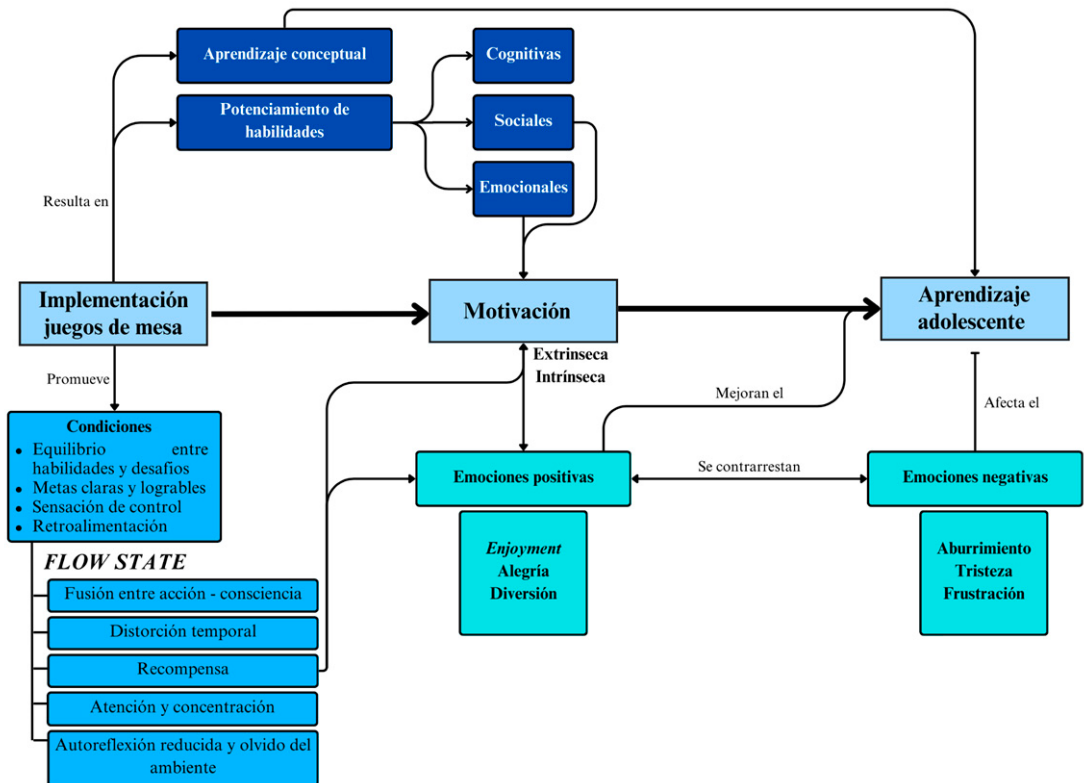 Aprendizaje conceptual
Potenciamiento de
habilidades
Cognitivas
Sociales
Emocionales
Resulta en
Implementación
juegos de mesa
Motivación
Aprendizaje
adolescente
Extrinseca
Intrínseca
Promueve
Mejoran el
Afecta el
Condiciones
• Equilibrio entre
habilidades y desafíos
• Metas claras y logrables
• Sensación de control
• Retroalimentación
Emociones positivas
Se contrarrestan
Emociones negativas
Enjoyment
Alegría
Diversión
Aburrimiento
Tristeza
Frustración
FLOW STATE
Fusión entre acción - consciencia
Distorción temporal
Recompensa
Atención y concentración
Autoreflexión reducida y olvido del
ambiente